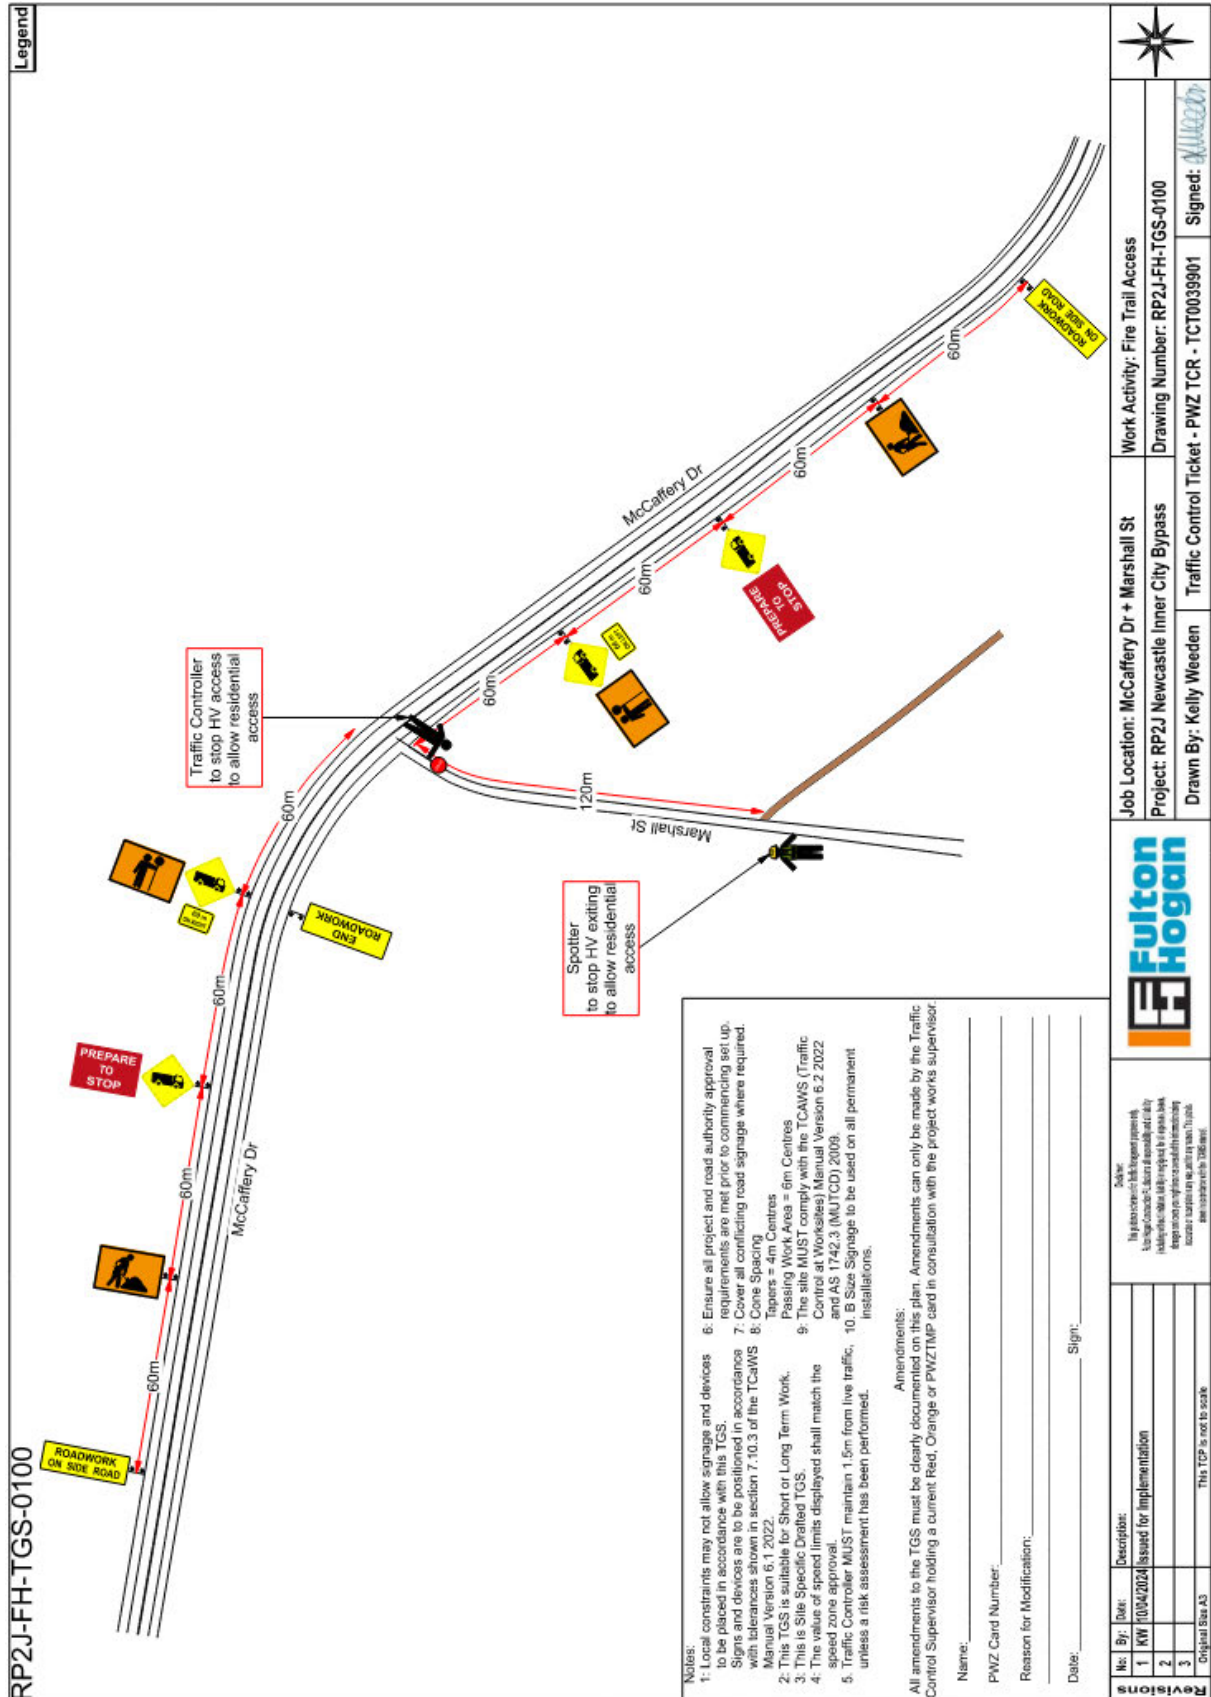 RP2J-FH-TGS-0100
Legend
ROADWORK
ON SIDE ROAD
60m
60m
PREPARE
TO
STOP
60m
60m
McCaffery Dr
END
ROADWORK
Traffic Controller
to stop HV access
to allow residential
access
60m
60m
ON LEFT
60m
PREPARE
TO
STOP
60m
60m
ROADWORK
ON SIDE ROAD
McCaffery Dr
120m
Marshall St
Spotter
to stop HV exiting
to allow residential
access
Notes:
1: Local constraints may not allow signage and devices
to be placed in accordance with this TGS.
Signs and devices are to be positioned in accordance
with tolerances shown in section 7.10.3 of the TCaWS
Manual Version 6.1 2022.
2: This TGS is suitable for Short or Long Term Work.
3: This is Site Specific Drafted TGS.
4: The value of speed limits displayed shall match the
speed zone approval.
5. Traffic Controller MUST maintain 1.5m from live traffic,
unless a risk assessment has been performed.
6: Ensure all project and road authority approval
requirements are met prior to commencing set up.
7: Cover all conflicting road signage where required.
8: Cone Spacing
Tapers = 4m Centres
Passing Work Area = 6m Centres
9: The site MUST comply with the TCAWS (Traffic
Control at Worksites) Manual Version 6.2 2022
and AS 1742.3 (MUTCD) 2009.
10. B Size Signage to be used on all permanent
installations.
Amendments:
All amendments to the TGS must be clearly documented on this plan. Amendments can only be made by the Traffic
Control Supervisor holding a current Red, Orange or PWZTMP card in consultation with the project works supervisor.
Name:
PWZ Card Number:
Reason for Modification:
Date: Sign:
Revisions
No: By: Date: Description:
1 KW 10/04/2024 Issued for Implementation
2
3
Original Size A3 This TCP is not to scale
Fulton
Hogan
Job Location: McCaffery Dr + Marshall St
Work Activity: Fire Trail Access
Project: RP2J Newcastle Inner City Bypass
Drawing Number: RP2J-FH-TGS-0100
Drawn By: Kelly Weeden
Traffic Control Ticket - PWZ TCR - TCT0039901
Signed: